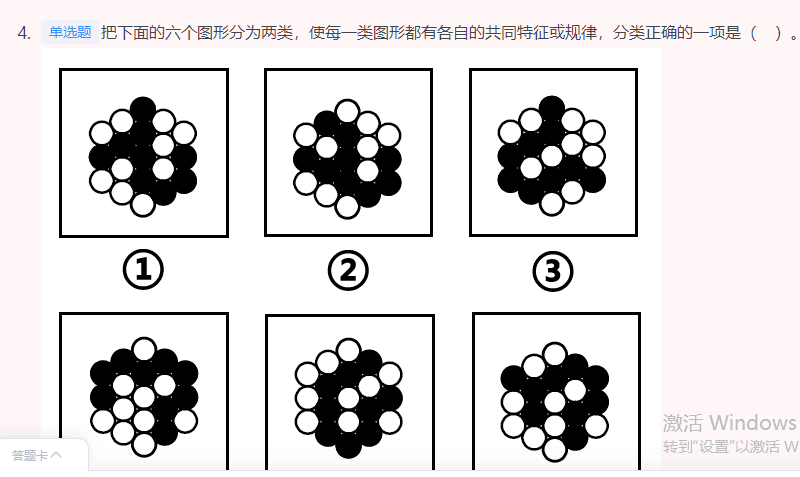 4. 单选题 把下面的六个图形分为两类，使每一类图形都有各自的共同特征或规律，分类正确的一项是（ ）。
① ② ③
激活 Windows
转到"设置"以激活 W
答题卡